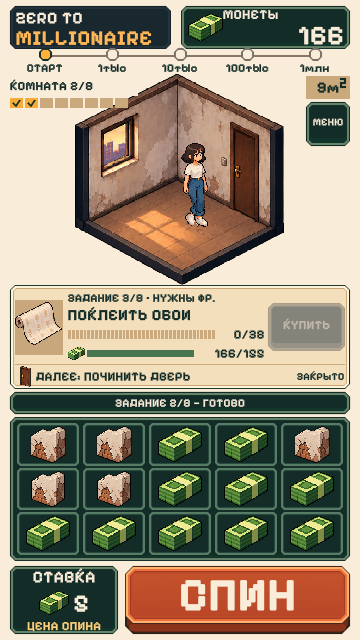 ZERO TO
MILLIONAIRE
МОНЕТЫ
166
СТАРТ
1тыс
10тыс
100тыс
1млн
КОМНАТА 2/8
9м²
МЕНЮ
ЗАДАНИЕ 3/8 · НУЖНЫ ФР.
ПОКЛЕИТЬ ОБОИ
0/38
166/188
КУПИТЬ
ДАЛЕЕ: ПОЧИНИТЬ ДВЕРЬ
ЗАКРЫТО
ЗАДАНИЕ 2/8 - ГОТОВО
СТАВКА
8
ЦЕНА СПИНА
СПИН